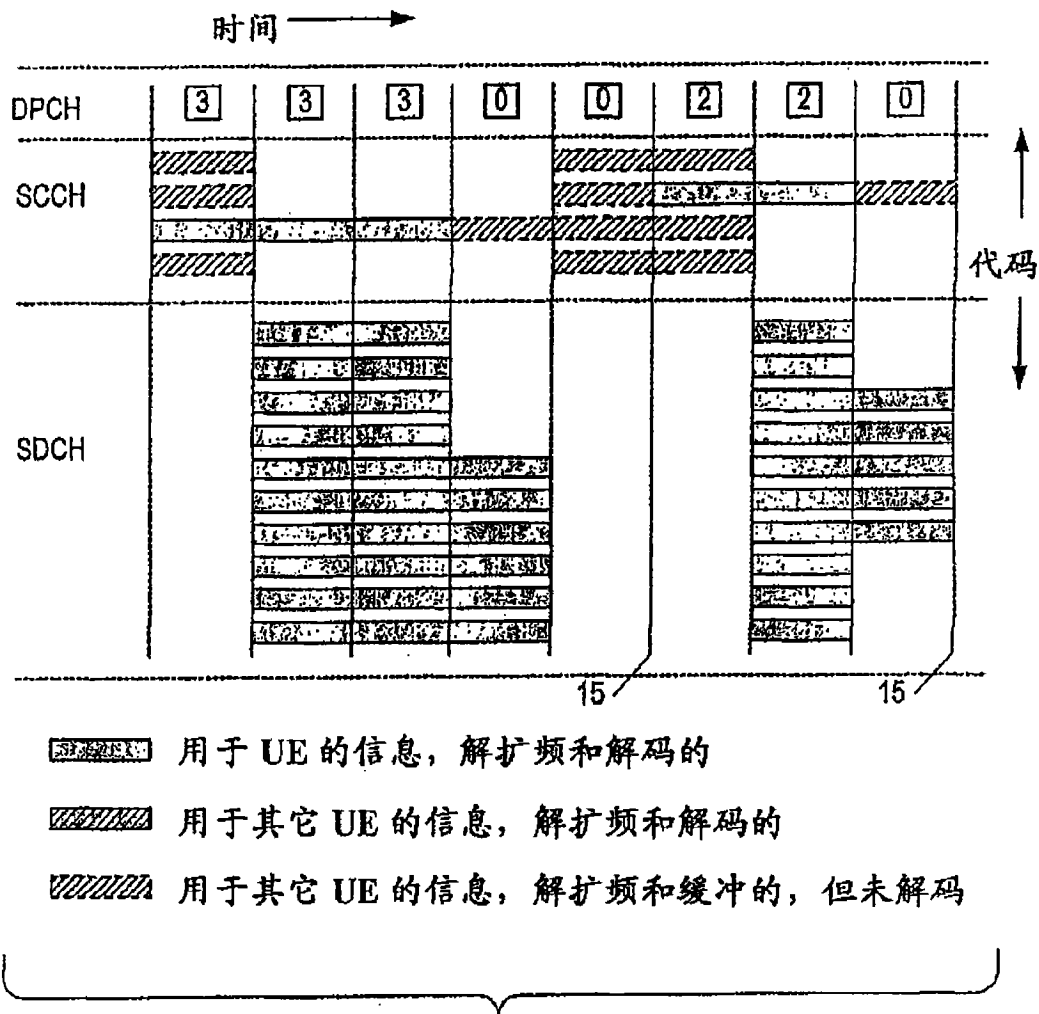 时间
DPCH 3 3 3 0 0 2 2 0
SCCH
代码
SDCH
15 15
用于 UE 的信息，解扩频和解码的
用于其它 UE 的信息，解扩频和解码的
用于其它 UE 的信息，解扩频和缓冲的，但未解码